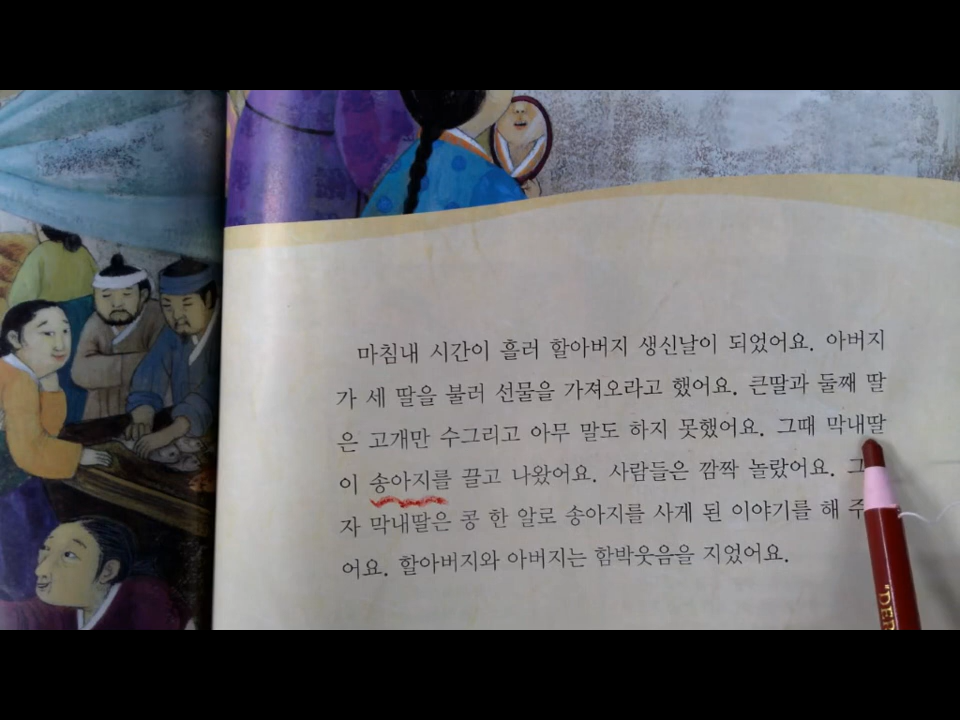 마침내 시간이 흘러 할아버지 생신날이 되었어요. 아버지
가 세 딸을 불러 선물을 가져오라고 했어요. 큰딸과 둘째 딸
은 고개만 수그리고 아무 말도 하지 못했어요. 그때 막내딸
이 송아지를 끌고 나왔어요. 사람들은 깜짝 놀랐어요.
자 막내딸은 콩 한 알로 송아지를 사게 된 이야기를 해
어요. 할아버지와 아버지는 함박웃음을 지었어요.
"DER